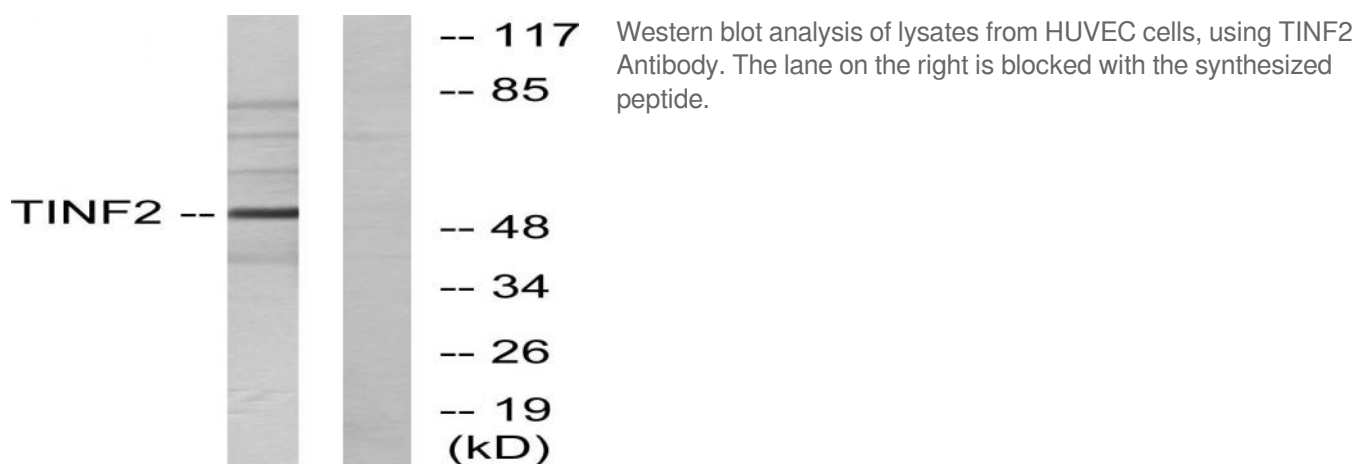 TINF2 --
-- 117
-- 85
-- 48
-- 34
-- 26
-- 19
(kD)
Western blot analysis of lysates from HUVEC cells, using TINF2
Antibody. The lane on the right is blocked with the synthesized
peptide.